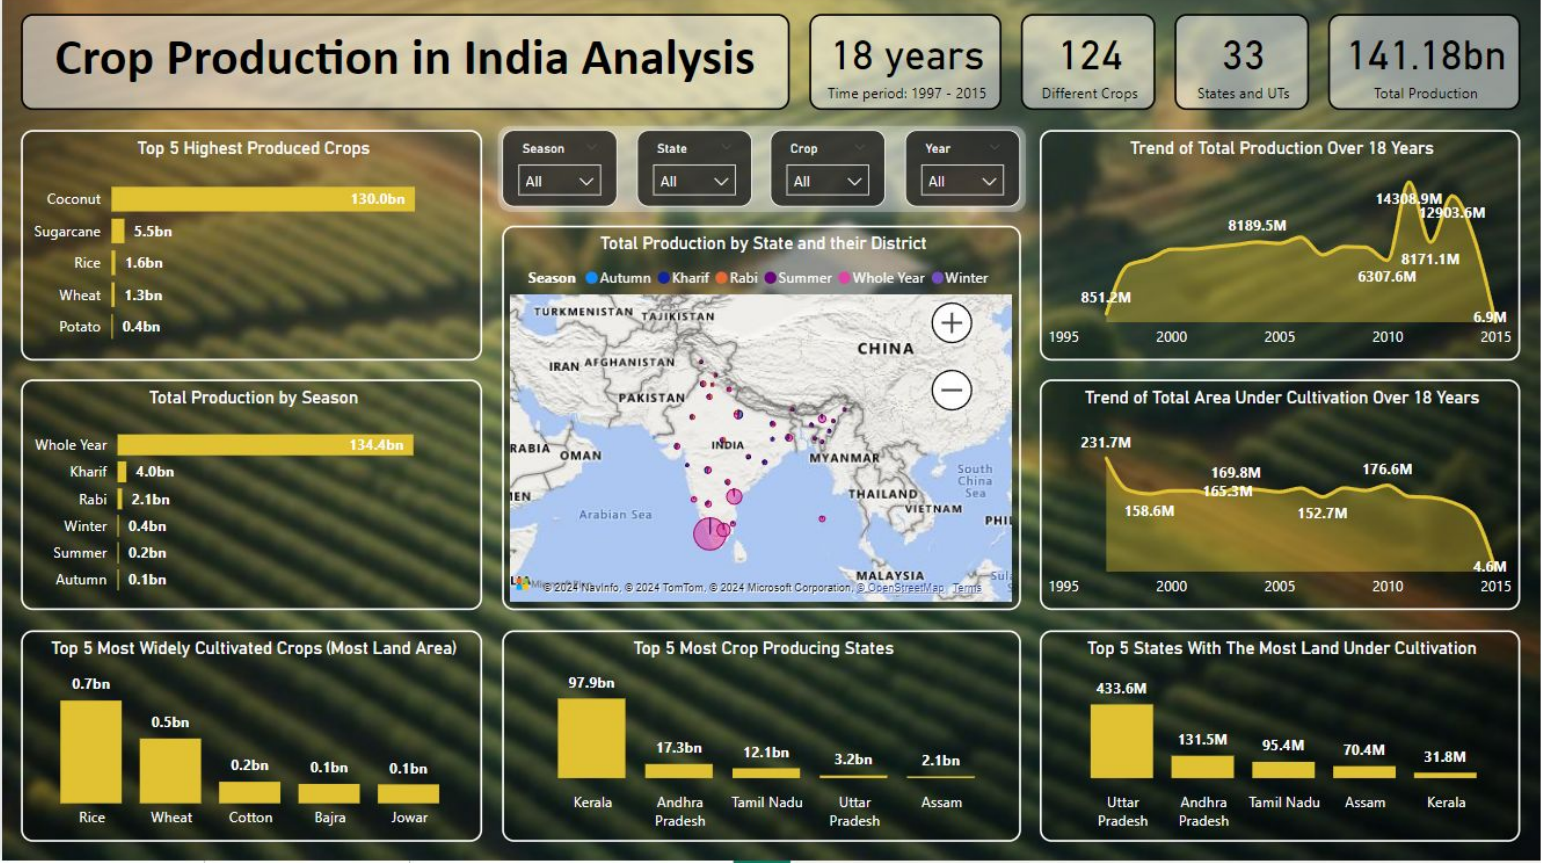 Crop Production in India Analysis
18 years
Time period: 1997 - 2015
124
Different Crops
33
States and UTs
141.18bn
Total Production
Top 5 Highest Produced Crops
Coconut 130.0bn
Sugarcane 5.5bn
Rice 1.6bn
Wheat 1.3bn
Potato 0.4bn
Season
All
State
All
Crop
All
Year
All
Trend of Total Production Over 18 Years
14308.9M
12903.6M
8189.5M
8171.1M
6307.6M
851.2M
6.9M
1995 2000 2005 2010 2015
Total Production by State and their District
Season Autumn Kharif Rabi Summer Whole Year Winter
TURKMENISTAN TAJIKISTAN
CHINA
IRAN AFGHANISTAN
PAKISTAN
RABIA OMAN
INDIA
MYANMAR
South
China
Sea
EN
THAILAND
VIETNAM
Arabian Sea
PHI
MALAYSIA
Sul
© 2024 NavInfo, © 2024 TomTom, © 2024 Microsoft Corporation, © OpenStreetMap Terms
Total Production by Season
Whole Year 134.4bn
Kharif 4.0bn
Rabi 2.1bn
Winter 0.4bn
Summer 0.2bn
Autumn 0.1bn
Trend of Total Area Under Cultivation Over 18 Years
231.7M
169.8M
176.6M
165.3M
158.6M
152.7M
4.6M
1995 2000 2005 2010 2015
Top 5 Most Widely Cultivated Crops (Most Land Area)
0.7bn
0.5bn
0.2bn
0.1bn
0.1bn
Rice Wheat Cotton Bajra Jowar
Top 5 Most Crop Producing States
97.9bn
17.3bn
12.1bn
3.2bn
2.1bn
Kerala Andhra Pradesh Tamil Nadu Uttar Pradesh Assam
Top 5 States With The Most Land Under Cultivation
433.6M
131.5M
95.4M
70.4M
31.8M
Uttar Pradesh Andhra Pradesh Tamil Nadu Assam Kerala